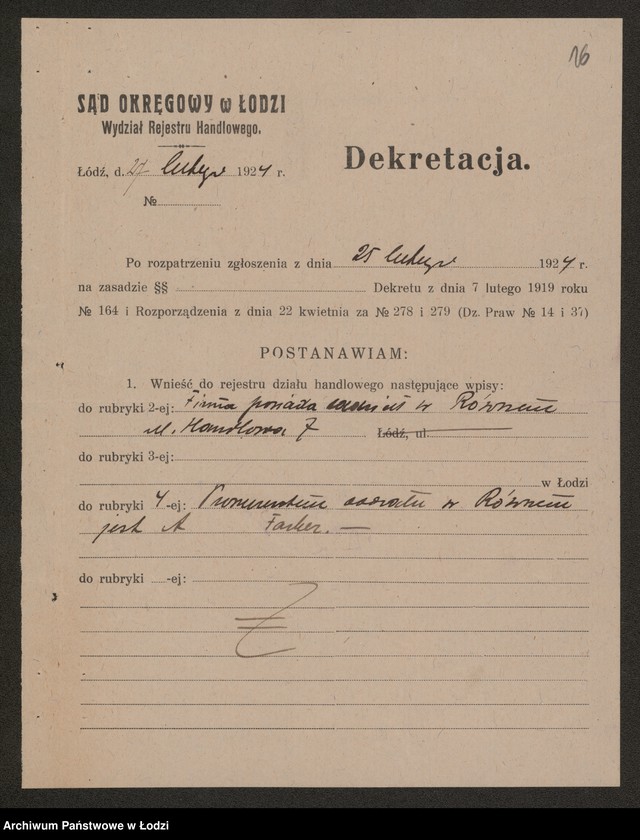 16
SĄD OKRĘGOWY w ŁODZI
Wydział Rejestru Handlowego.
Dekretacja.
Łódź, d. 27 lutego 1924 r.
№
Po rozpatrzeniu zgłoszenia z dnia 25 lutego 1924 r.
na zasadzie §§ Dekretu z dnia 7 lutego 1919 roku
№ 164 i Rozporządzenia z dnia 22 kwietnia za № 278 i 279 (Dz. Praw № 14 i 37)
POSTANAWIAM:
1. Wnieść do rejestru działu handlowego następujące wpisy:
do rubryki 2-ej: Firma posiada oddział w Równem
ul. Handlowa 7 Łódź, ul.
do rubryki 3-ej:
w Łodzi
do rubryki 4-ej: Prokurentem oddziału w Równem
jest A Farber. —
do rubryki -ej:
Archiwum Państwowe w Łodzi